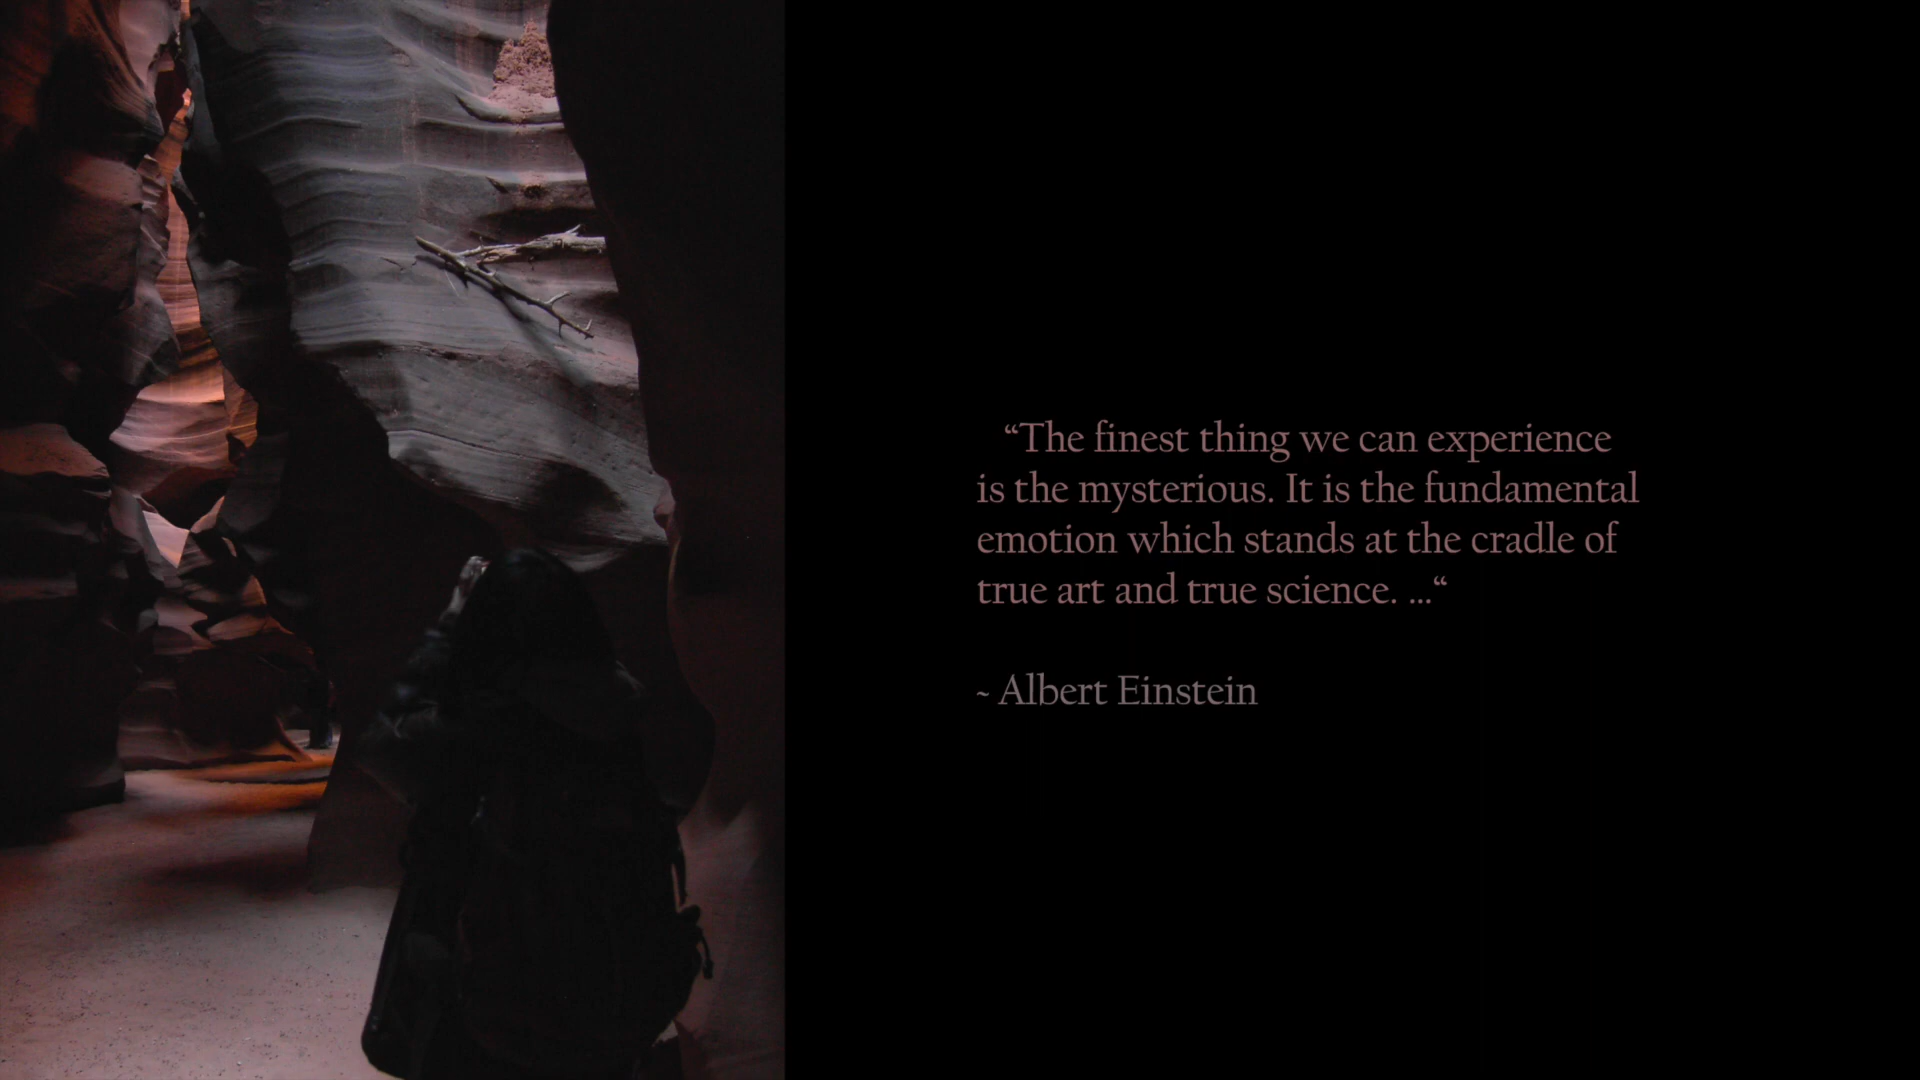 “The finest thing we can experience
is the mysterious. It is the fundamental
emotion which stands at the cradle of
true art and true science. ...“
~ Albert Einstein